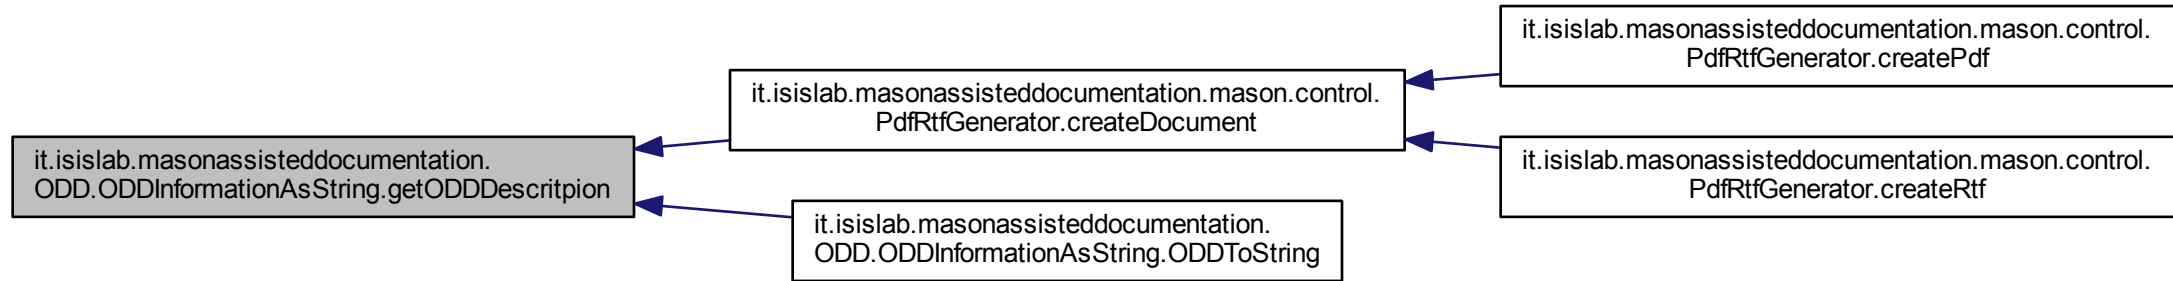 it.isislab.masonassisteddocumentation.
ODD.ODDInformationAsString.getODDDescritpion
it.isislab.masonassisteddocumentation.mason.control.
PdfRtfGenerator.createDocument
it.isislab.masonassisteddocumentation.
ODD.ODDInformationAsString.ODDToString
it.isislab.masonassisteddocumentation.mason.control.
PdfRtfGenerator.createPdf
it.isislab.masonassisteddocumentation.mason.control.
PdfRtfGenerator.createRtf